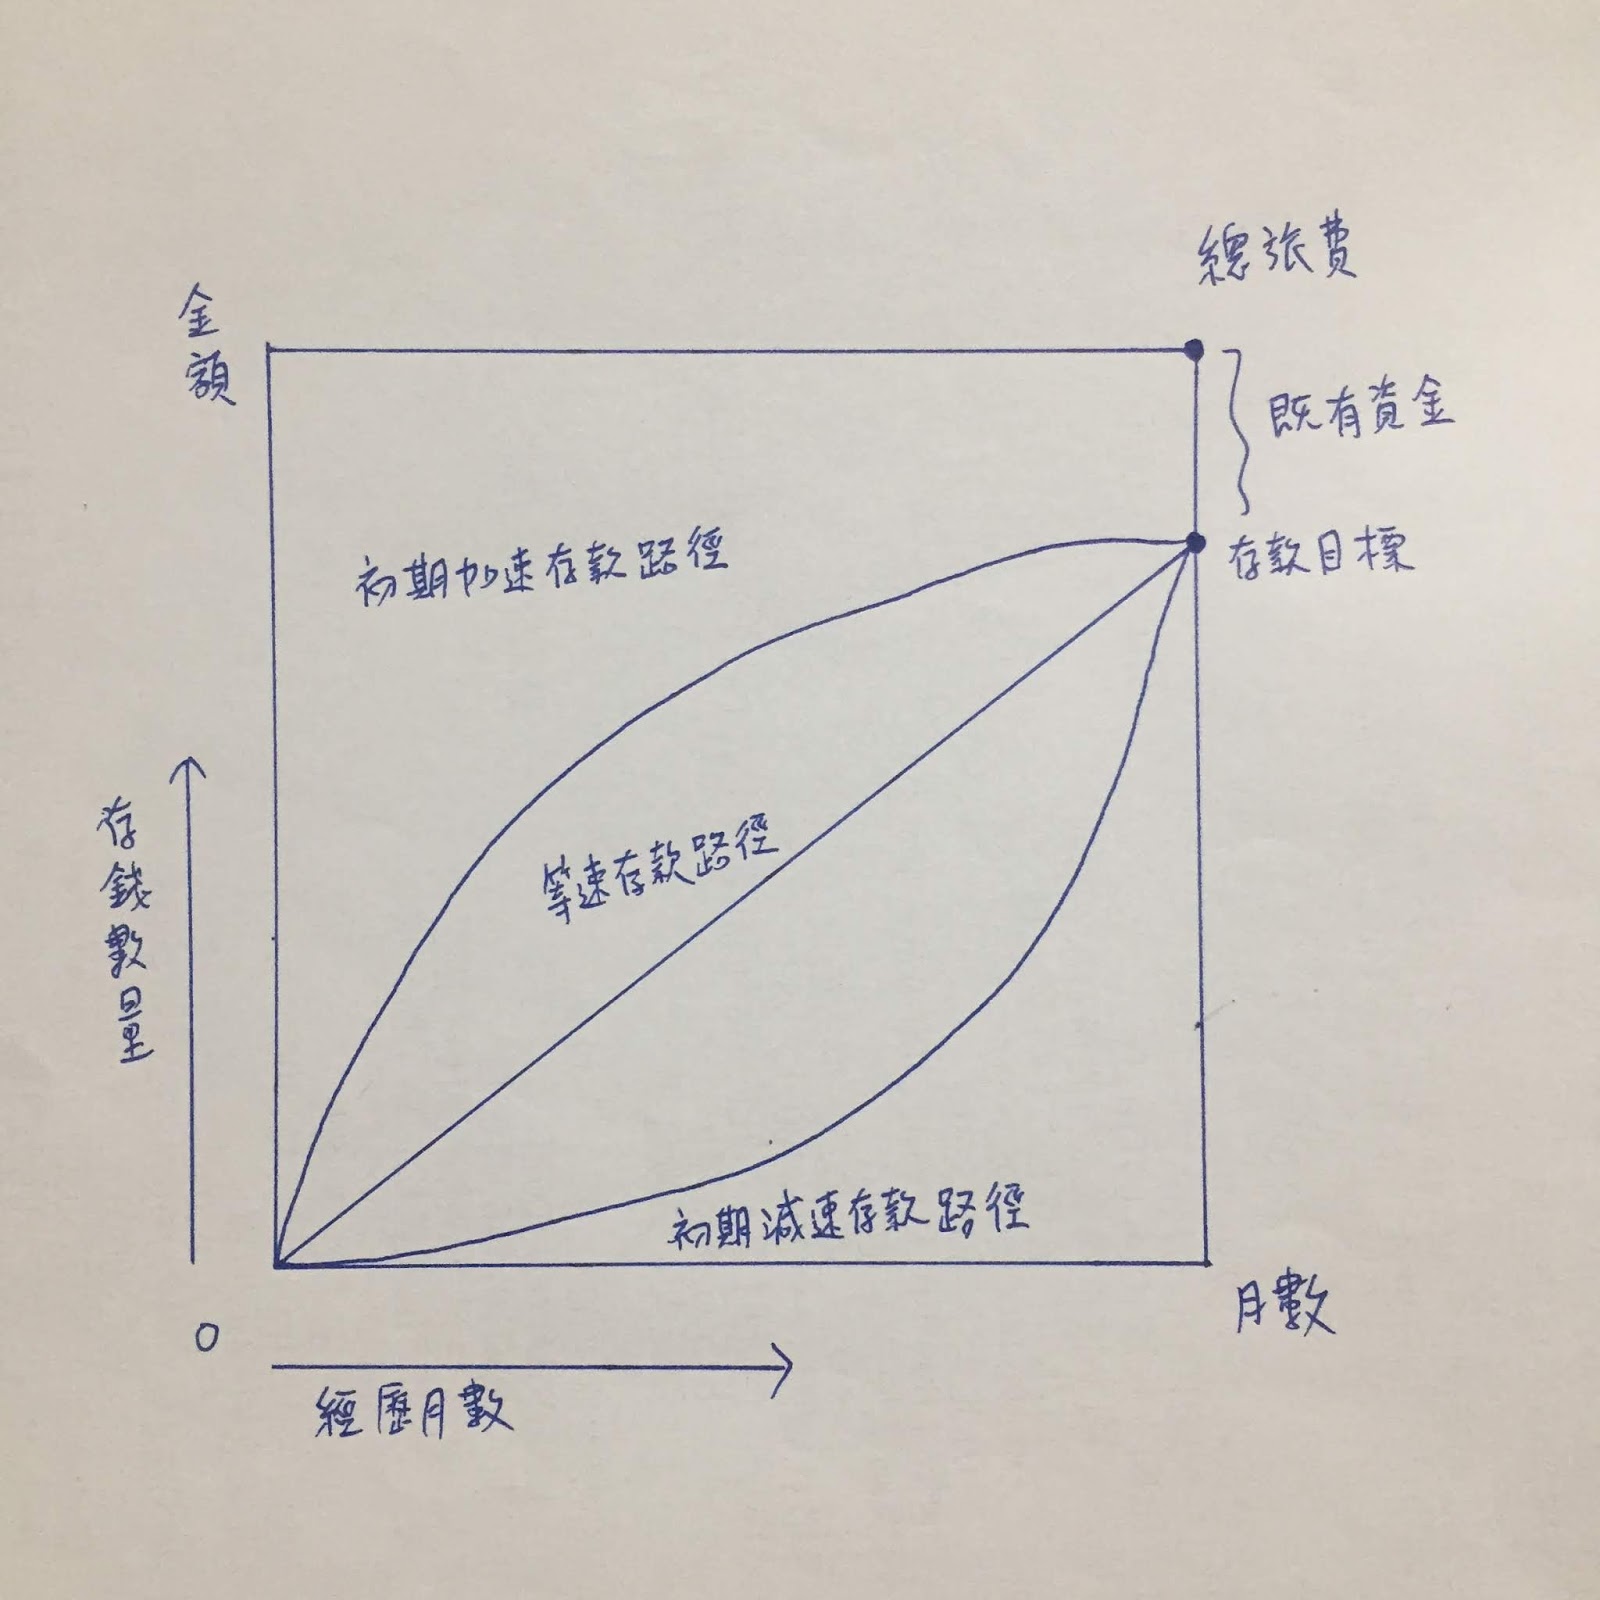 總旅費
金額
既有資金
初期加速存款路徑
存款目標
存錢數量
等速存款路徑
初期減速存款路徑
月數
0
經歷月數